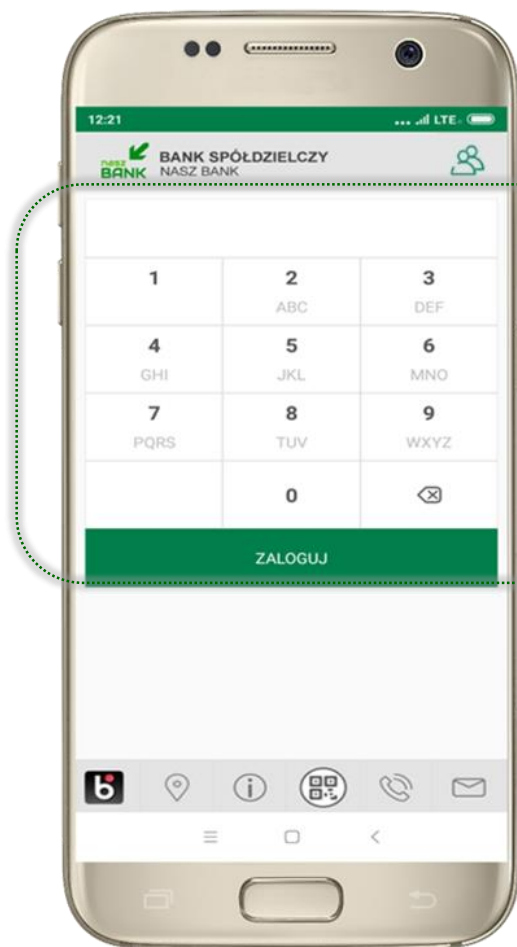 12:21 ... LTE
nasz BANK BANK SPÓŁDZIELCZY
NASZ BANK
1 2 3
ABC DEF
4 5 6
GHI JKL MNO
7 8 9
PQRS TUV WXYZ
0
ZALOGUJ
b